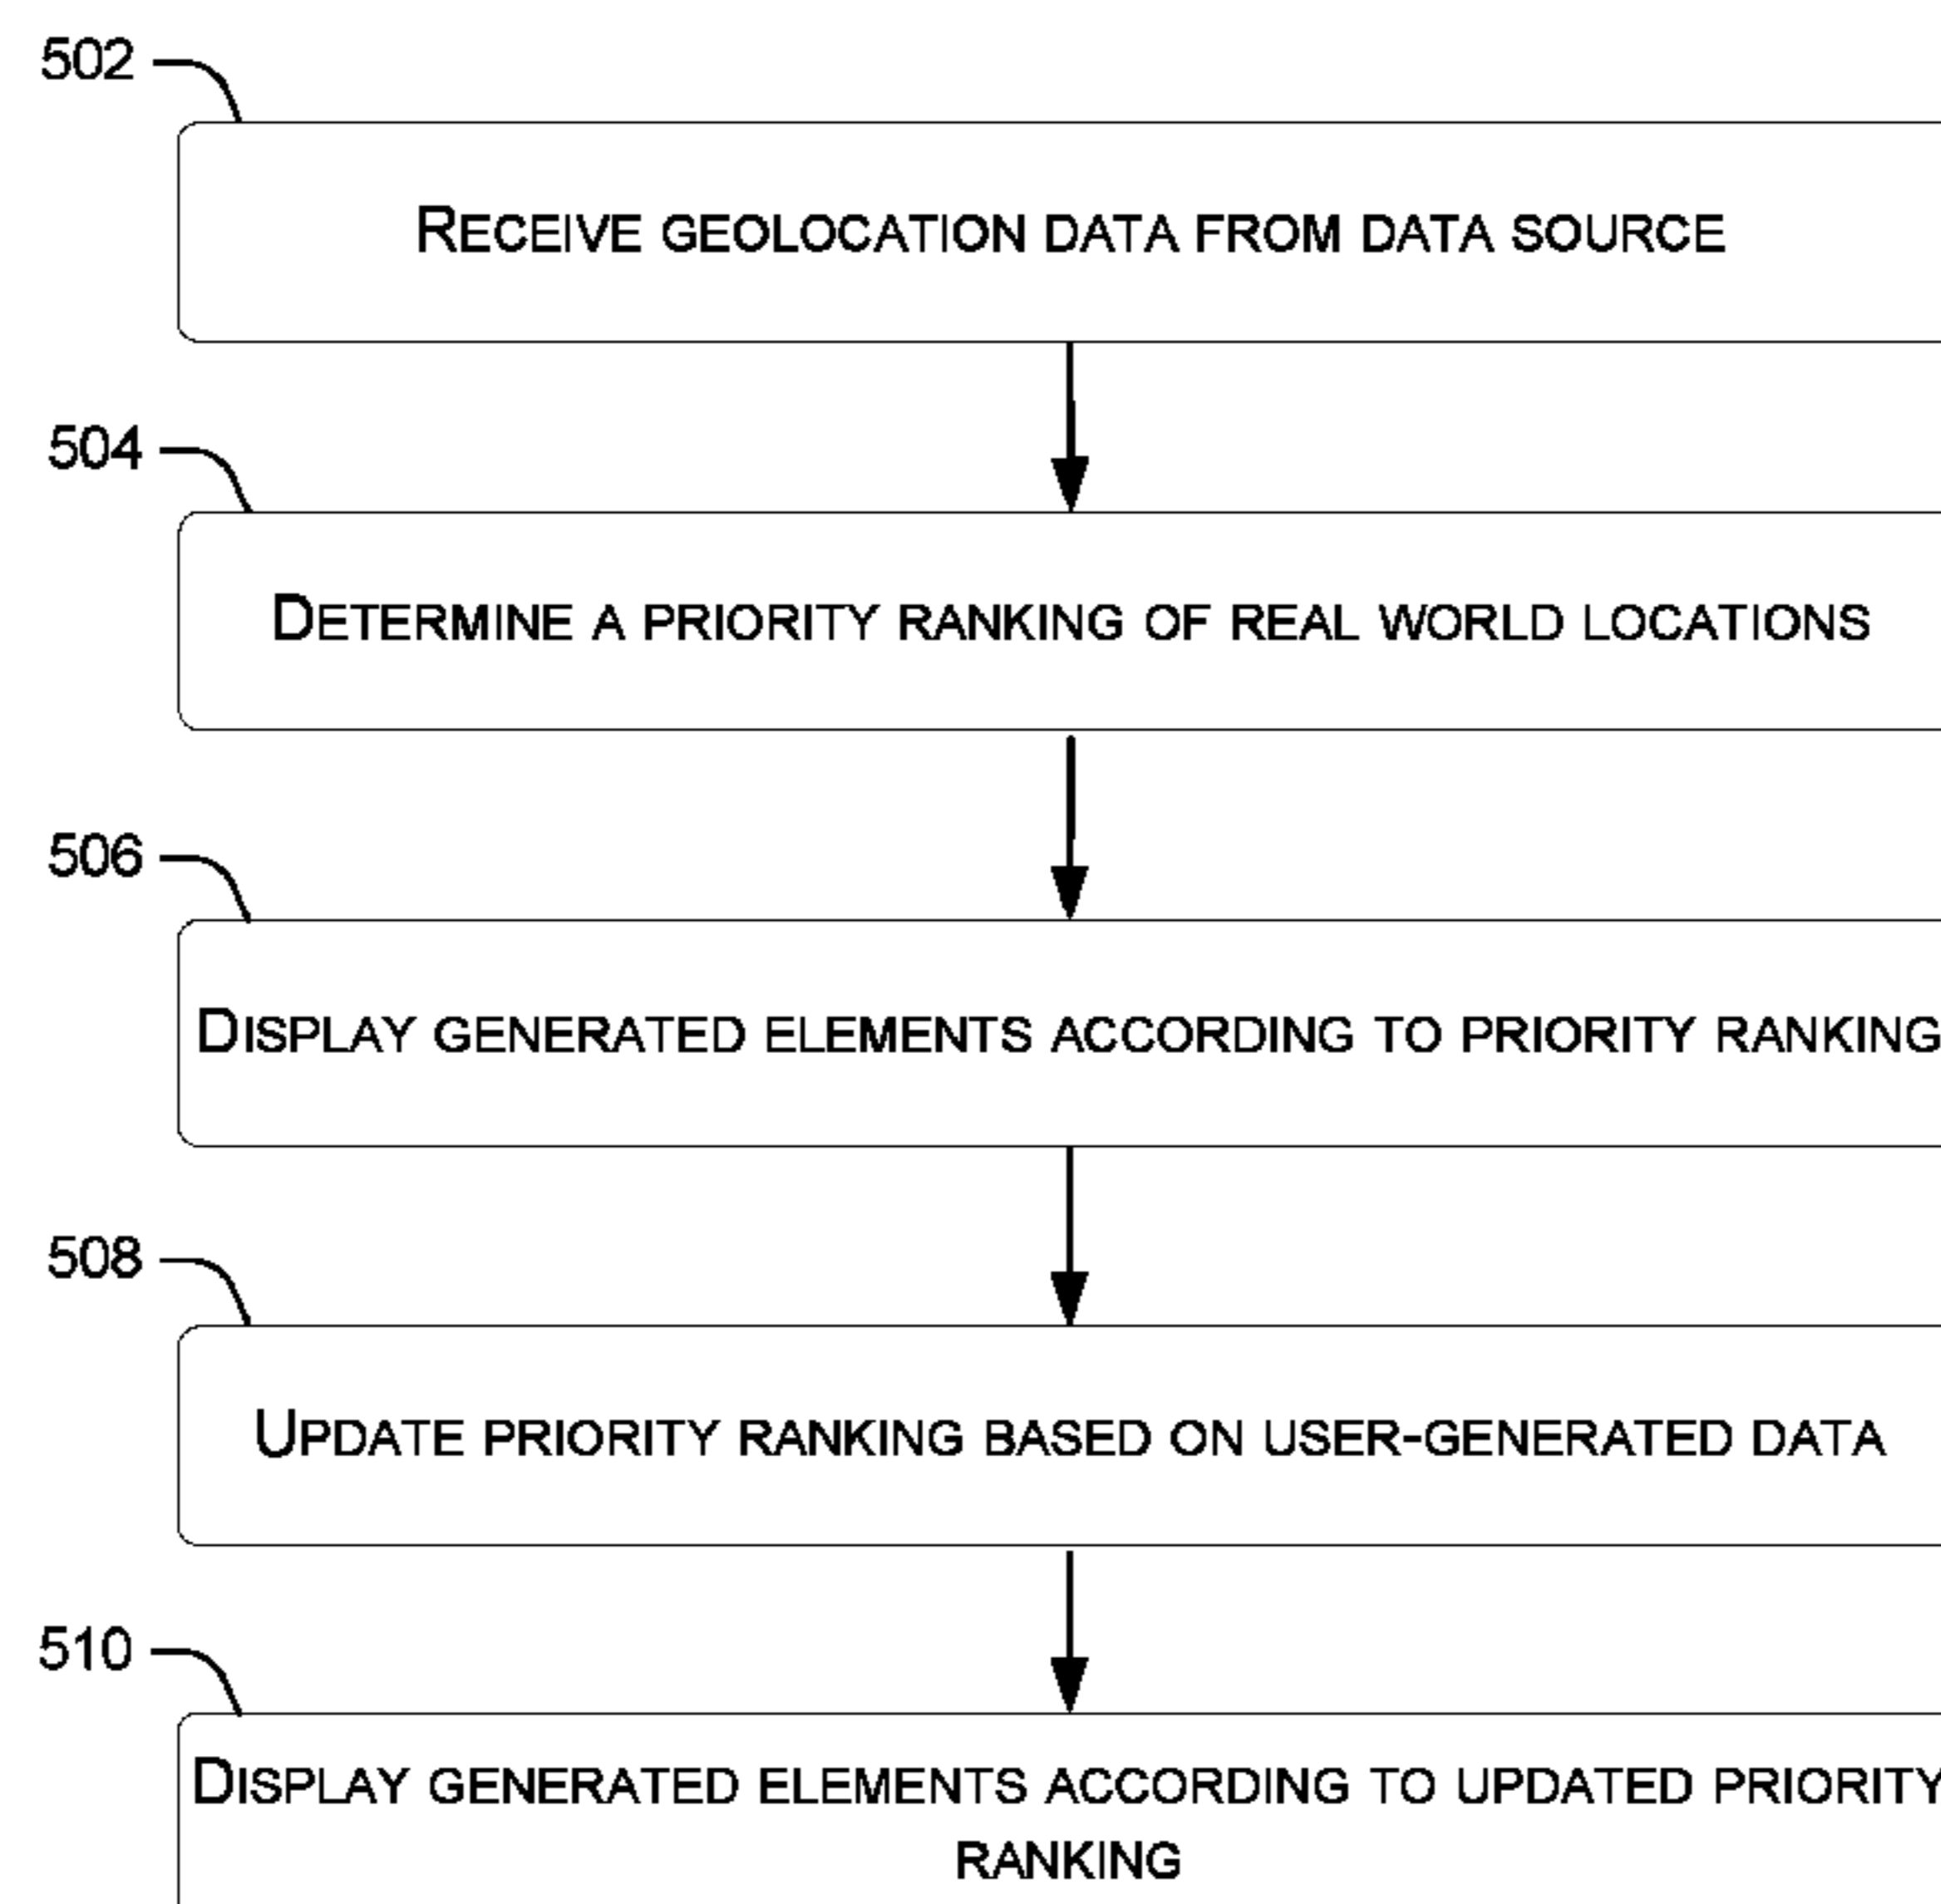 502
RECEIVE GEOLOCATION DATA FROM DATA SOURCE
504
DETERMINE A PRIORITY RANKING OF REAL WORLD LOCATIONS
506
DISPLAY GENERATED ELEMENTS ACCORDING TO PRIORITY RANKING
508
UPDATE PRIORITY RANKING BASED ON USER-GENERATED DATA
510
DISPLAY GENERATED ELEMENTS ACCORDING TO UPDATED PRIORITY
RANKING